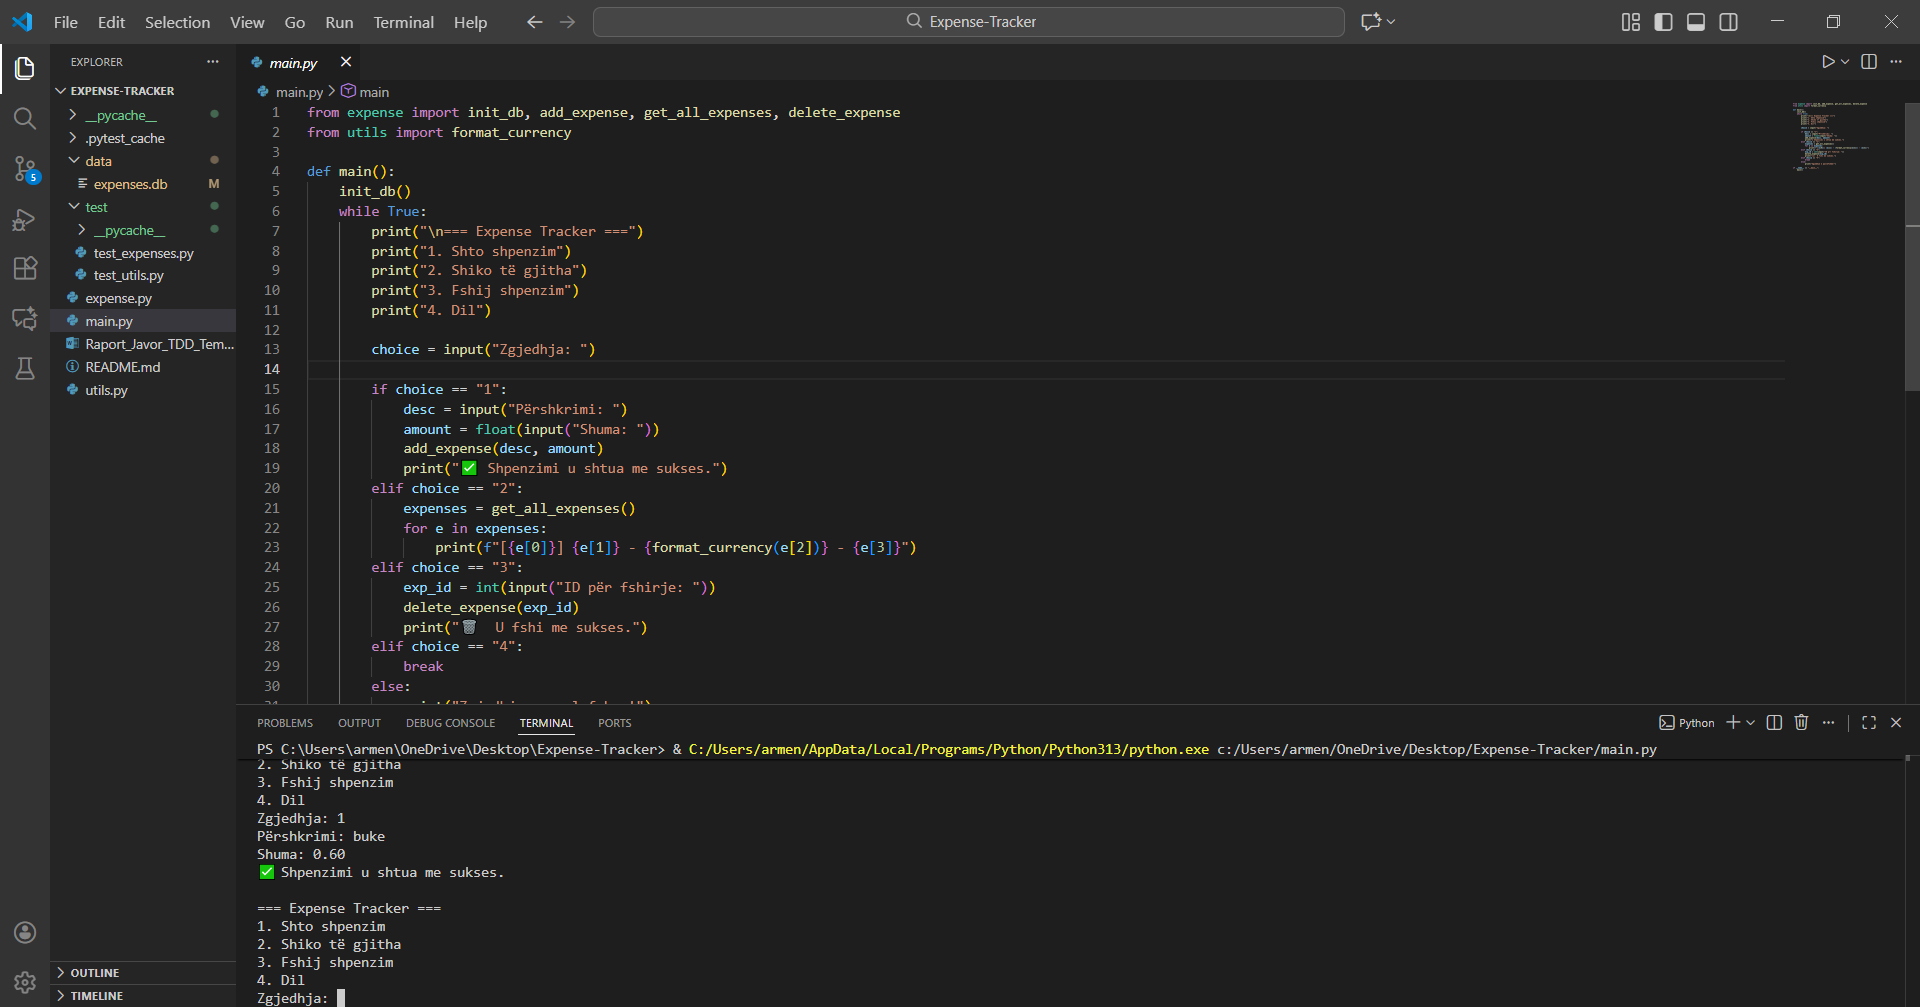 File Edit Selection View Go Run Terminal Help
Expense-Tracker
EXPLORER
EXPENSE-TRACKER
__pycache__
.pytest_cache
data
expenses.db M
test
__pycache__
test_expenses.py
test_utils.py
expense.py
main.py
Raport_Javor_TDD_Tem...
README.md
utils.py
OUTLINE
TIMELINE
5
main.py
main.py > main
1 from expense import init_db, add_expense, get_all_expenses, delete_expense
2 from utils import format_currency
3
4 def main():
5 init_db()
6 while True:
7 print("\n=== Expense Tracker ===")
8 print("1. Shto shpenzim")
9 print("2. Shiko të gjitha")
10 print("3. Fshij shpenzim")
11 print("4. Dil")
12
13 choice = input("Zgjedhja: ")
14
15 if choice == "1":
16 desc = input("Përshkrimi: ")
17 amount = float(input("Shuma: "))
18 add_expense(desc, amount)
19 print("✅ Shpenzimi u shtua me sukses.")
20 elif choice == "2":
21 expenses = get_all_expenses()
22 for e in expenses:
23 print(f"[{e[0]}] {e[1]} - {format_currency(e[2])} - {e[3]}")
24 elif choice == "3":
25 exp_id = int(input("ID për fshirje: "))
26 delete_expense(exp_id)
27 print("🗑️ U fshi me sukses.")
28 elif choice == "4":
29 break
30 else:
PROBLEMS OUTPUT DEBUG CONSOLE TERMINAL PORTS
Python
PS C:\Users\armen\OneDrive\Desktop\Expense-Tracker> & C:/Users/armen/AppData/Local/Programs/Python/Python313/python.exe c:/Users/armen/OneDrive/Desktop/Expense-Tracker/main.py
2. Shiko të gjitha
3. Fshij shpenzim
4. Dil
Zgjedhja: 1
Përshkrimi: buke
Shuma: 0.60
✅ Shpenzimi u shtua me sukses.
=== Expense Tracker ===
1. Shto shpenzim
2. Shiko të gjitha
3. Fshij shpenzim
4. Dil
Zgjedhja: